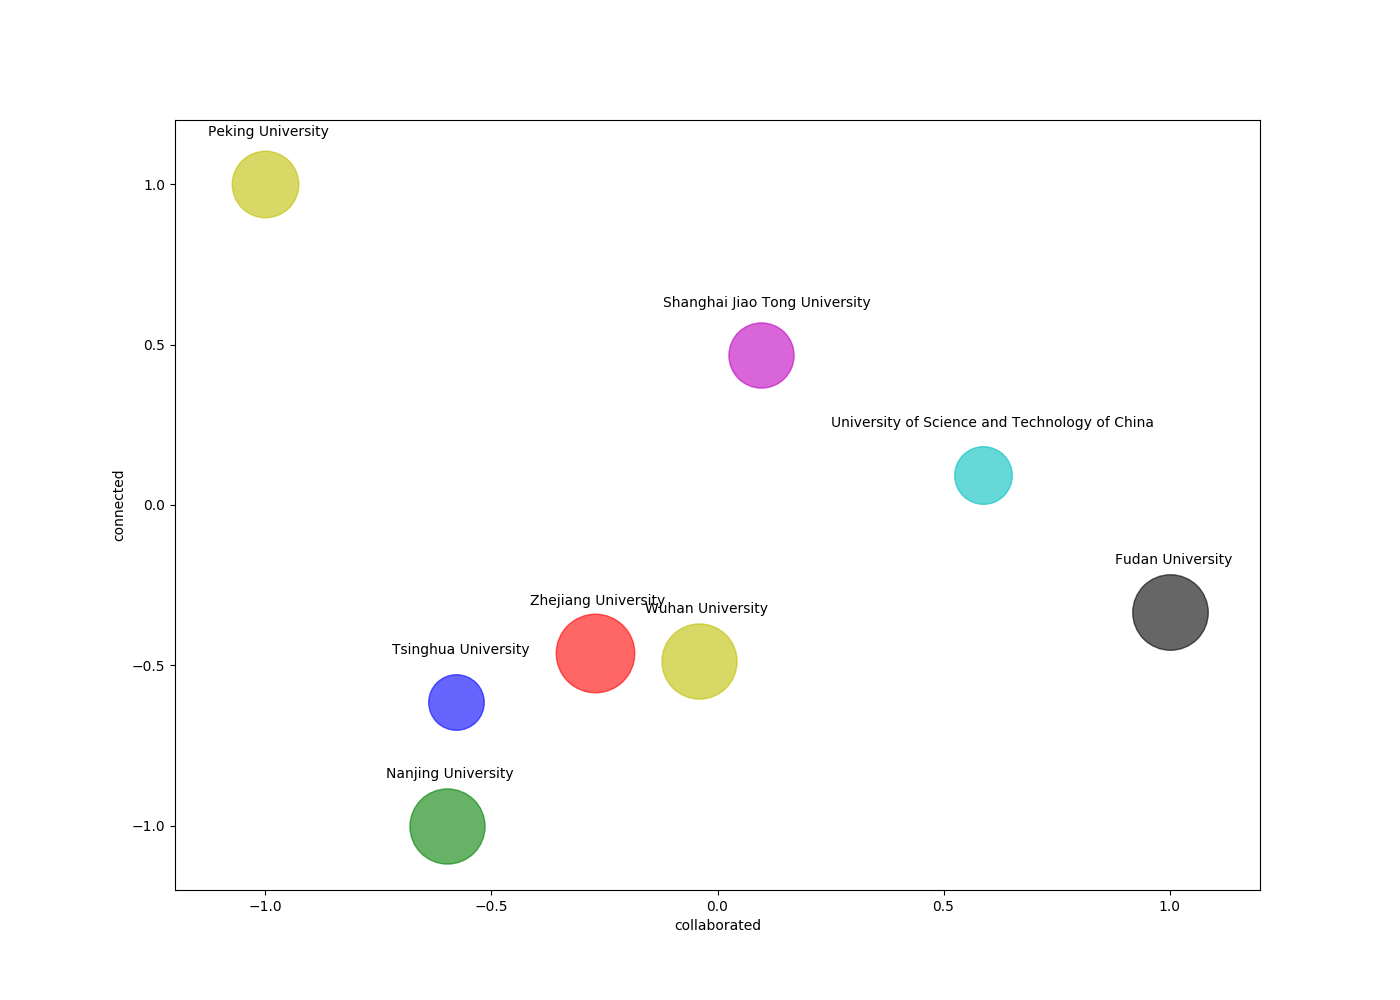 Peking University
1.0
Shanghai Jiao Tong University
0.5
University of Science and Technology of China
connected
0.0
Fudan University
Zhejiang University
Wuhan University
Tsinghua University
−0.5
Nanjing University
−1.0
−1.0 −0.5 0.0 0.5 1.0
collaborated